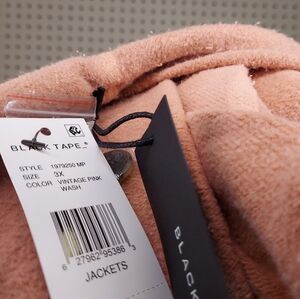 BLACK TAPE®
STYLE 1979250 MP
SIZE 3X
COLOR VINTAGE PINK
WASH
6 27962 95386 3
JACKETS
BLACK